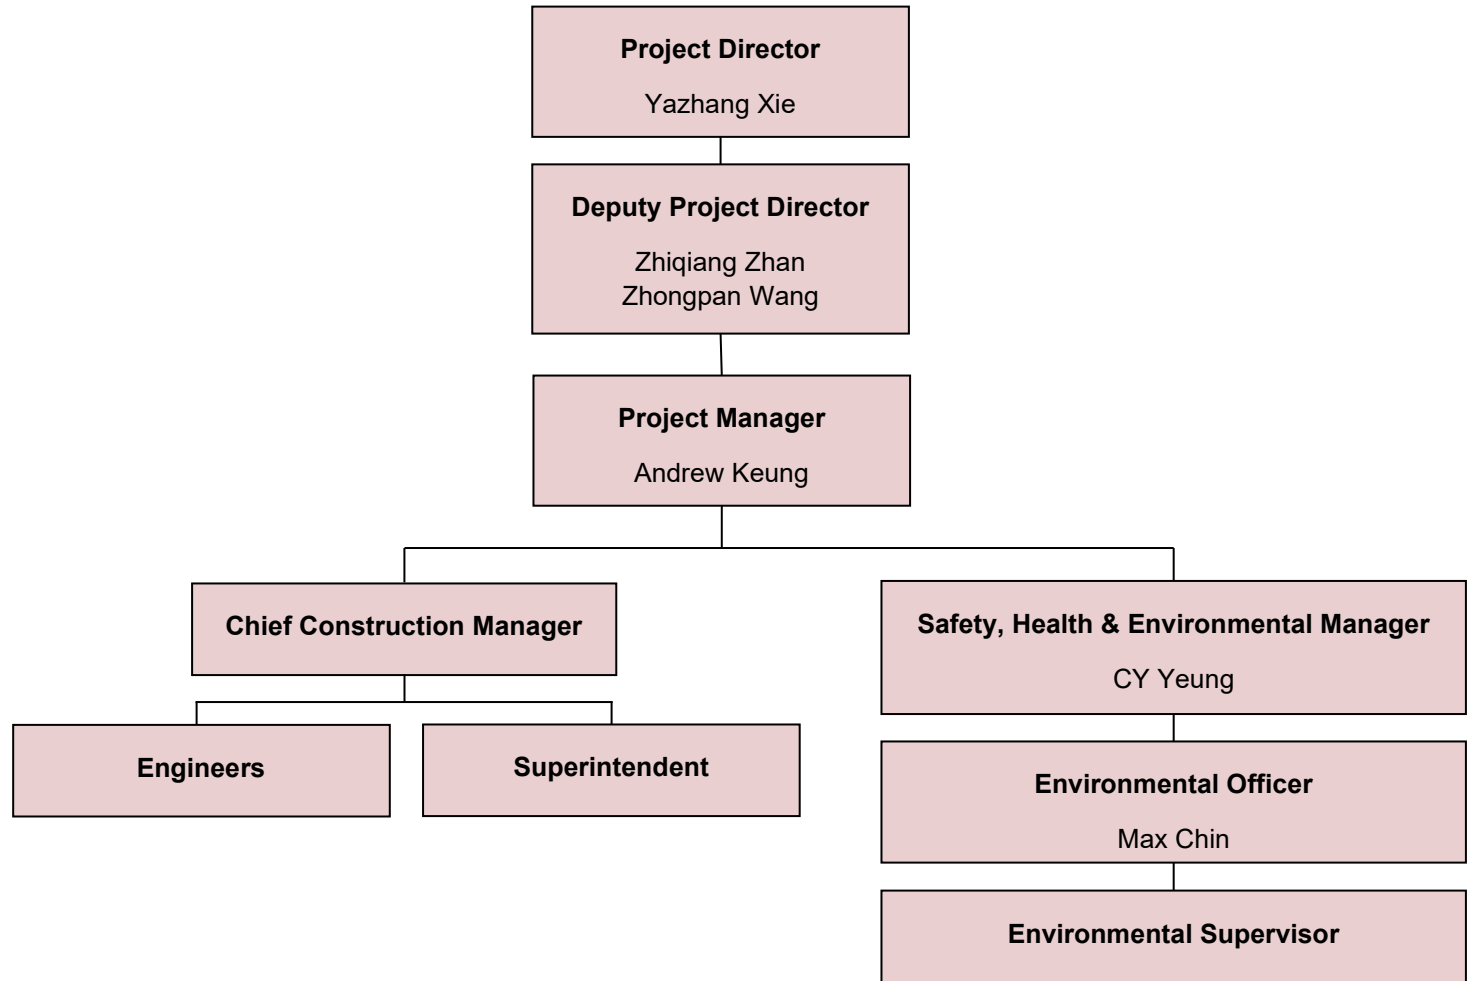 Project Director
Yazhang Xie
Deputy Project Director
Zhiqiang Zhan
Zhongpan Wang
Project Manager
Andrew Keung
Chief Construction Manager
Engineers
Superintendent
Safety, Health & Environmental Manager
CY Yeung
Environmental Officer
Max Chin
Environmental Supervisor